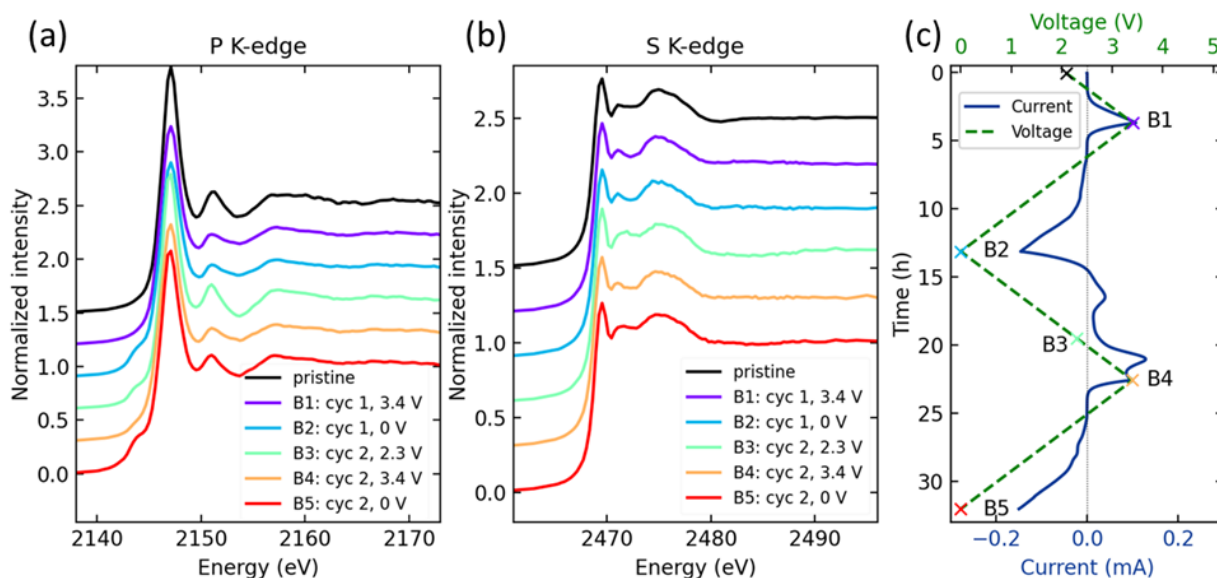 (a)
P K-edge
Normalized intensity
3.5
3.0
2.5
2.0
1.5
1.0
0.5
0.0
pristine
B1: cyc 1, 3.4 V
B2: cyc 1, 0 V
B3: cyc 2, 2.3 V
B4: cyc 2, 3.4 V
B5: cyc 2, 0 V
2140 2150 2160 2170
Energy (eV)
(b)
S K-edge
Normalized intensity
2.5
2.0
1.5
1.0
0.5
0.0
pristine
B1: cyc 1, 3.4 V
B2: cyc 1, 0 V
B3: cyc 2, 2.3 V
B4: cyc 2, 3.4 V
B5: cyc 2, 0 V
2470 2480 2490
Energy (eV)
(c)
Voltage (V)
0 1 2 3 4 5
Time (h)
0
5
10
15
20
25
30
Current
Voltage
B1
B2
B3
B4
B5
−0.2 0.0 0.2
Current (mA)